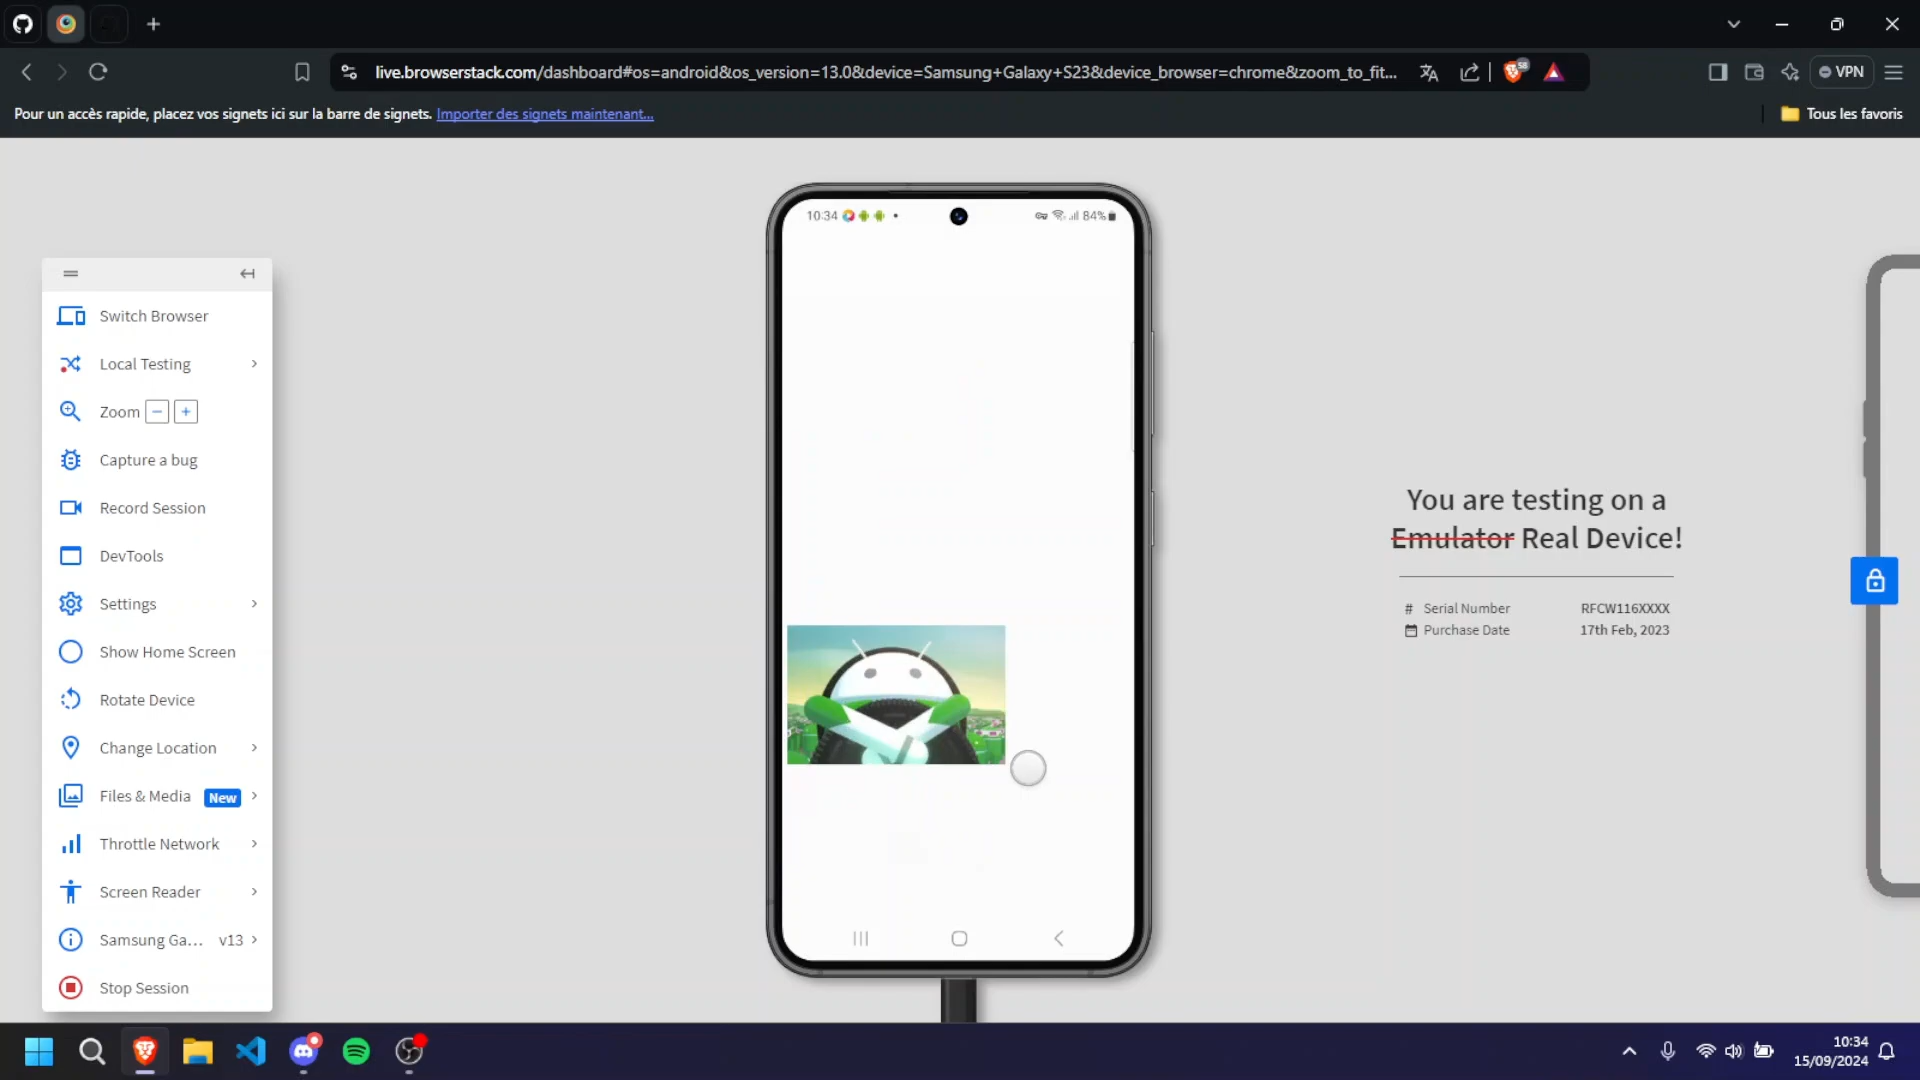 live.browserstack.com/dashboard#os=android&os_version=13.0&device=Samsung+Galaxy+S23&device_browser=chrome&zoom_to_fit...
58
VPN
Pour un accès rapide, placez vos signets ici sur la barre de signets. Importer des signets maintenant...
Tous les favoris
10:34
84%
Switch Browser
Local Testing
Zoom
Capture a bug
Record Session
DevTools
Settings
Show Home Screen
Rotate Device
Change Location
Files & Media New
Throttle Network
Screen Reader
Samsung Ga... v13
Stop Session
You are testing on a
Emulator Real Device!
# Serial Number RFCW116XXXX
Purchase Date 17th Feb, 2023
10:34
15/09/2024